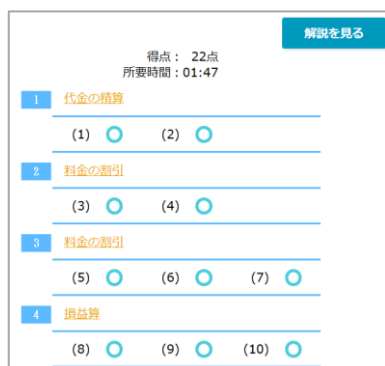 解説を見る
得点： 22点
所要時間：01:47
1 代金の精算
(1) ○ (2) ○
2 料金の割引
(3) ○ (4) ○
3 料金の割引
(5) ○ (6) ○ (7) ○
4 損益算
(8) ○ (9) ○ (10) ○